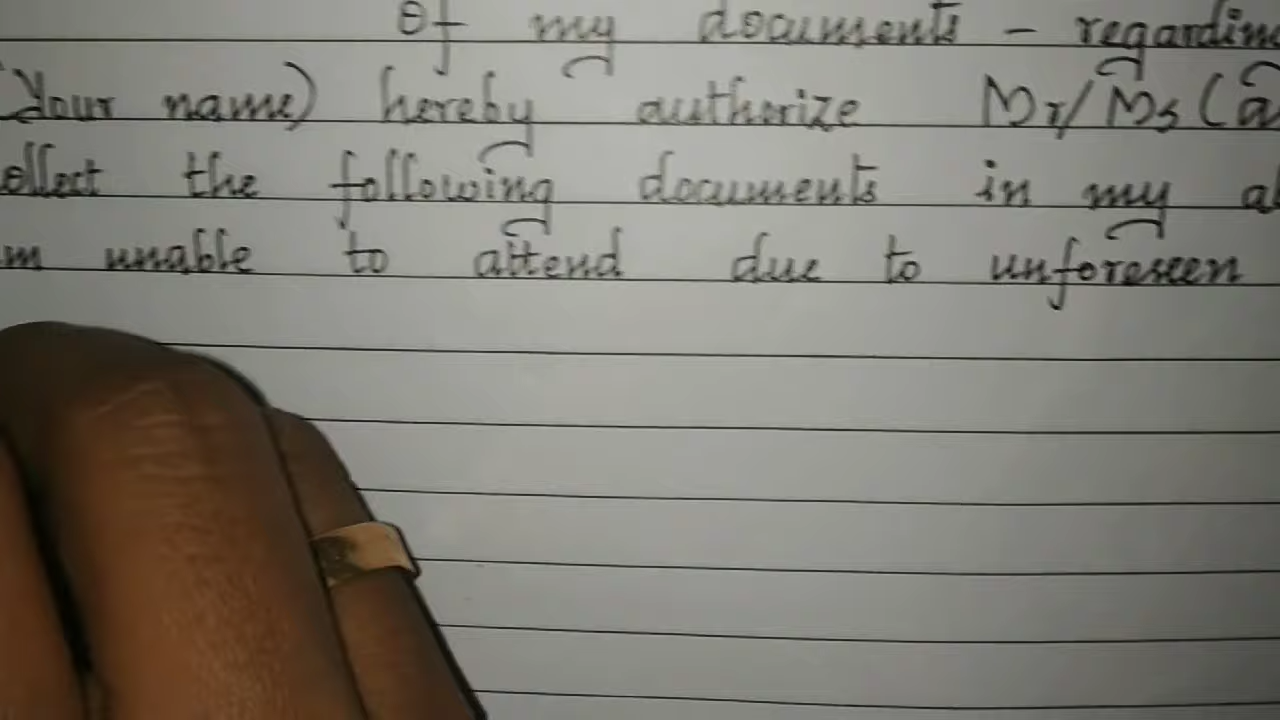 Of my documents - regarding
Your name) hereby authorize Mr/Ms (a
ollect the following documents in my a
m unable to attend due to unforeseen